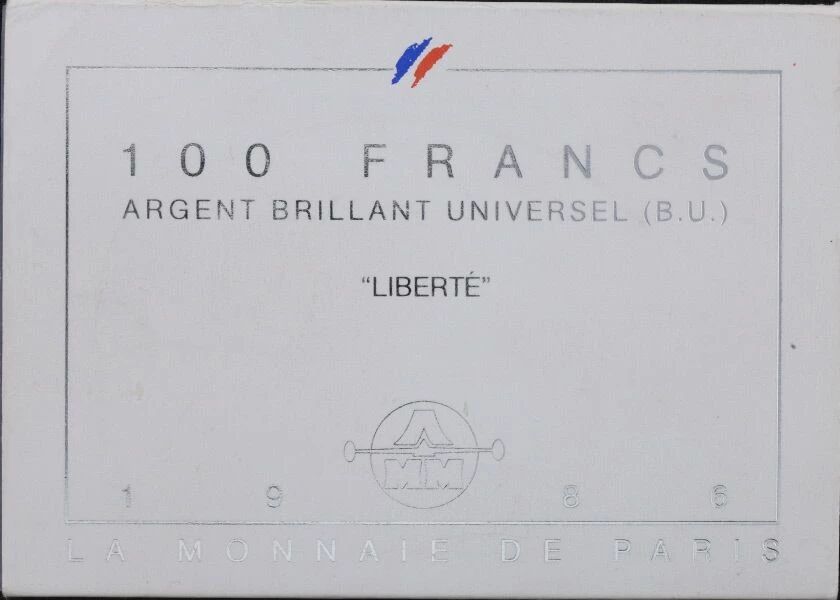 100 FRANCS
ARGENT BRILLANT UNIVERSEL (B.U.)
“LIBERTÉ”
1 9 8 6
LA MONNAIE DE PARIS